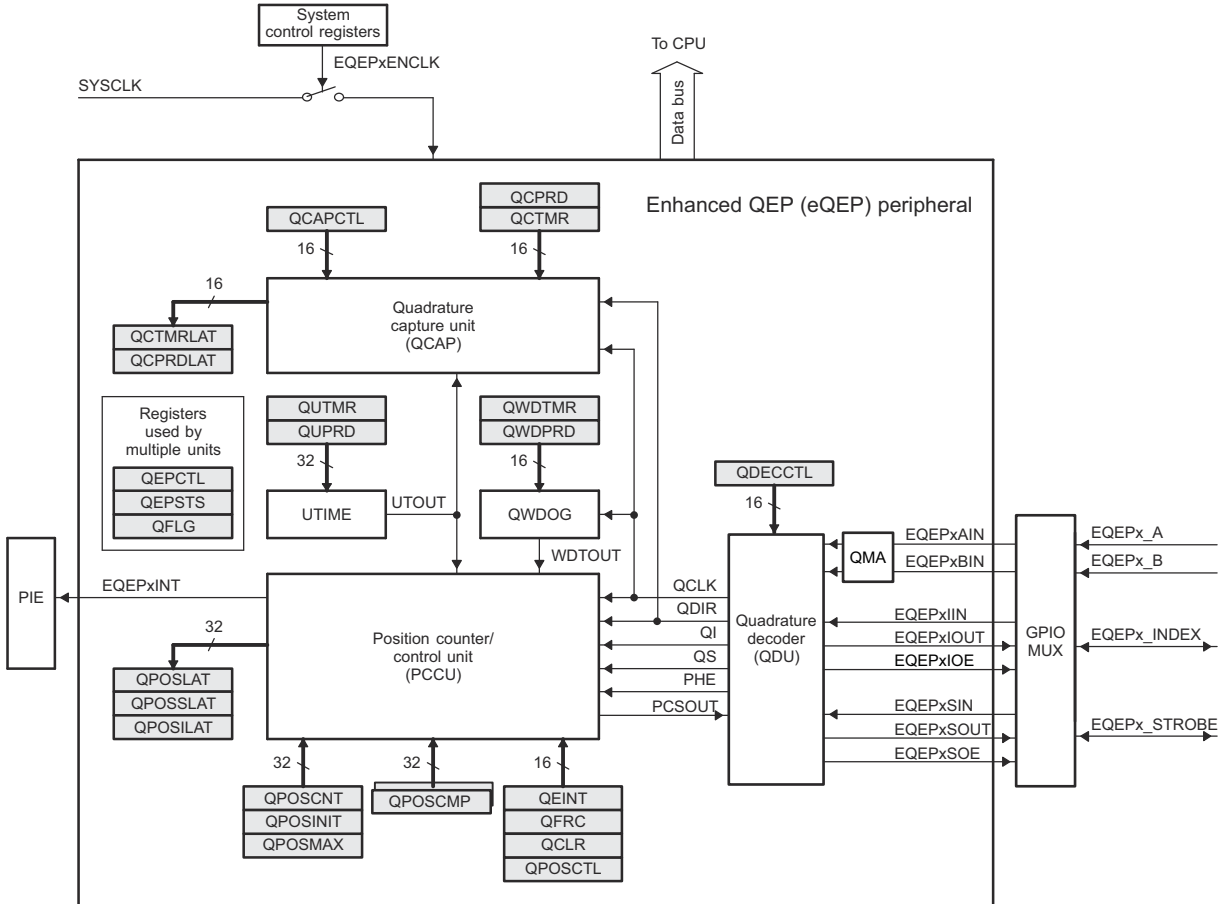 System
control registers
To CPU
EQEPxENCLK
SYSCLK
Data bus
Enhanced QEP (eQEP) peripheral
QCPRD
QCAPCTL
QCTMR
16
16
16
Quadrature
capture unit
(QCAP)
QCTMRLAT
QCPRDLAT
Registers
used by
multiple units
QUTMR
QWDTMR
QUPRD
QWDPRD
32
16
QEPCTL
QEPSTS
QFLG
UTIME
UTOUT
QWDOG
QDECCTL
16
WDTOUT
EQEPxAIN
QMA
EQEPxBIN
EQEPx_A
EQEPx_B
PIE
EQEPxINT
QCLK
QDIR
QI
QS
PHE
PCSOUT
Position counter/
control unit
(PCCU)
Quadrature
decoder
(QDU)
EQEPxIIN
EQEPxIOUT
EQEPxIOE
EQEPxSIN
EQEPxSOUT
EQEPxSOE
GPIO
MUX
EQEPx_INDEX
EQEPx_STROBE
32
QPOSLAT
QPOSSLAT
QPOSILAT
32
32
16
QPOSCNT
QPOSINIT
QPOSMAX
QPOSCMP
QEINT
QFRC
QCLR
QPOSCTL